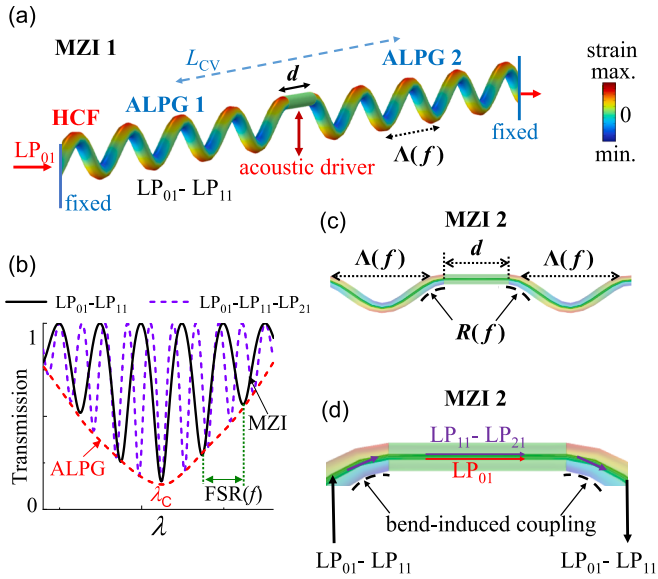 (a)
MZI 1
L_CV
ALPG 2
strain
max.
0
min.
d
HCF
ALPG 1
LP₀₁
fixed
acoustic driver
Λ(f)
fixed
LP₀₁- LP₁₁
(b)
LP₀₁-LP₁₁
LP₀₁-LP₁₁-LP₂₁
1
Transmission
0
MZI
ALPG
λ_C
FSR(f)
λ
(c)
MZI 2
Λ(f)
d
Λ(f)
R(f)
MZI 2
(d)
LP₁₁- LP₂₁
LP₀₁
bend-induced coupling
LP₀₁-LP₁₁
LP₀₁-LP₁₁